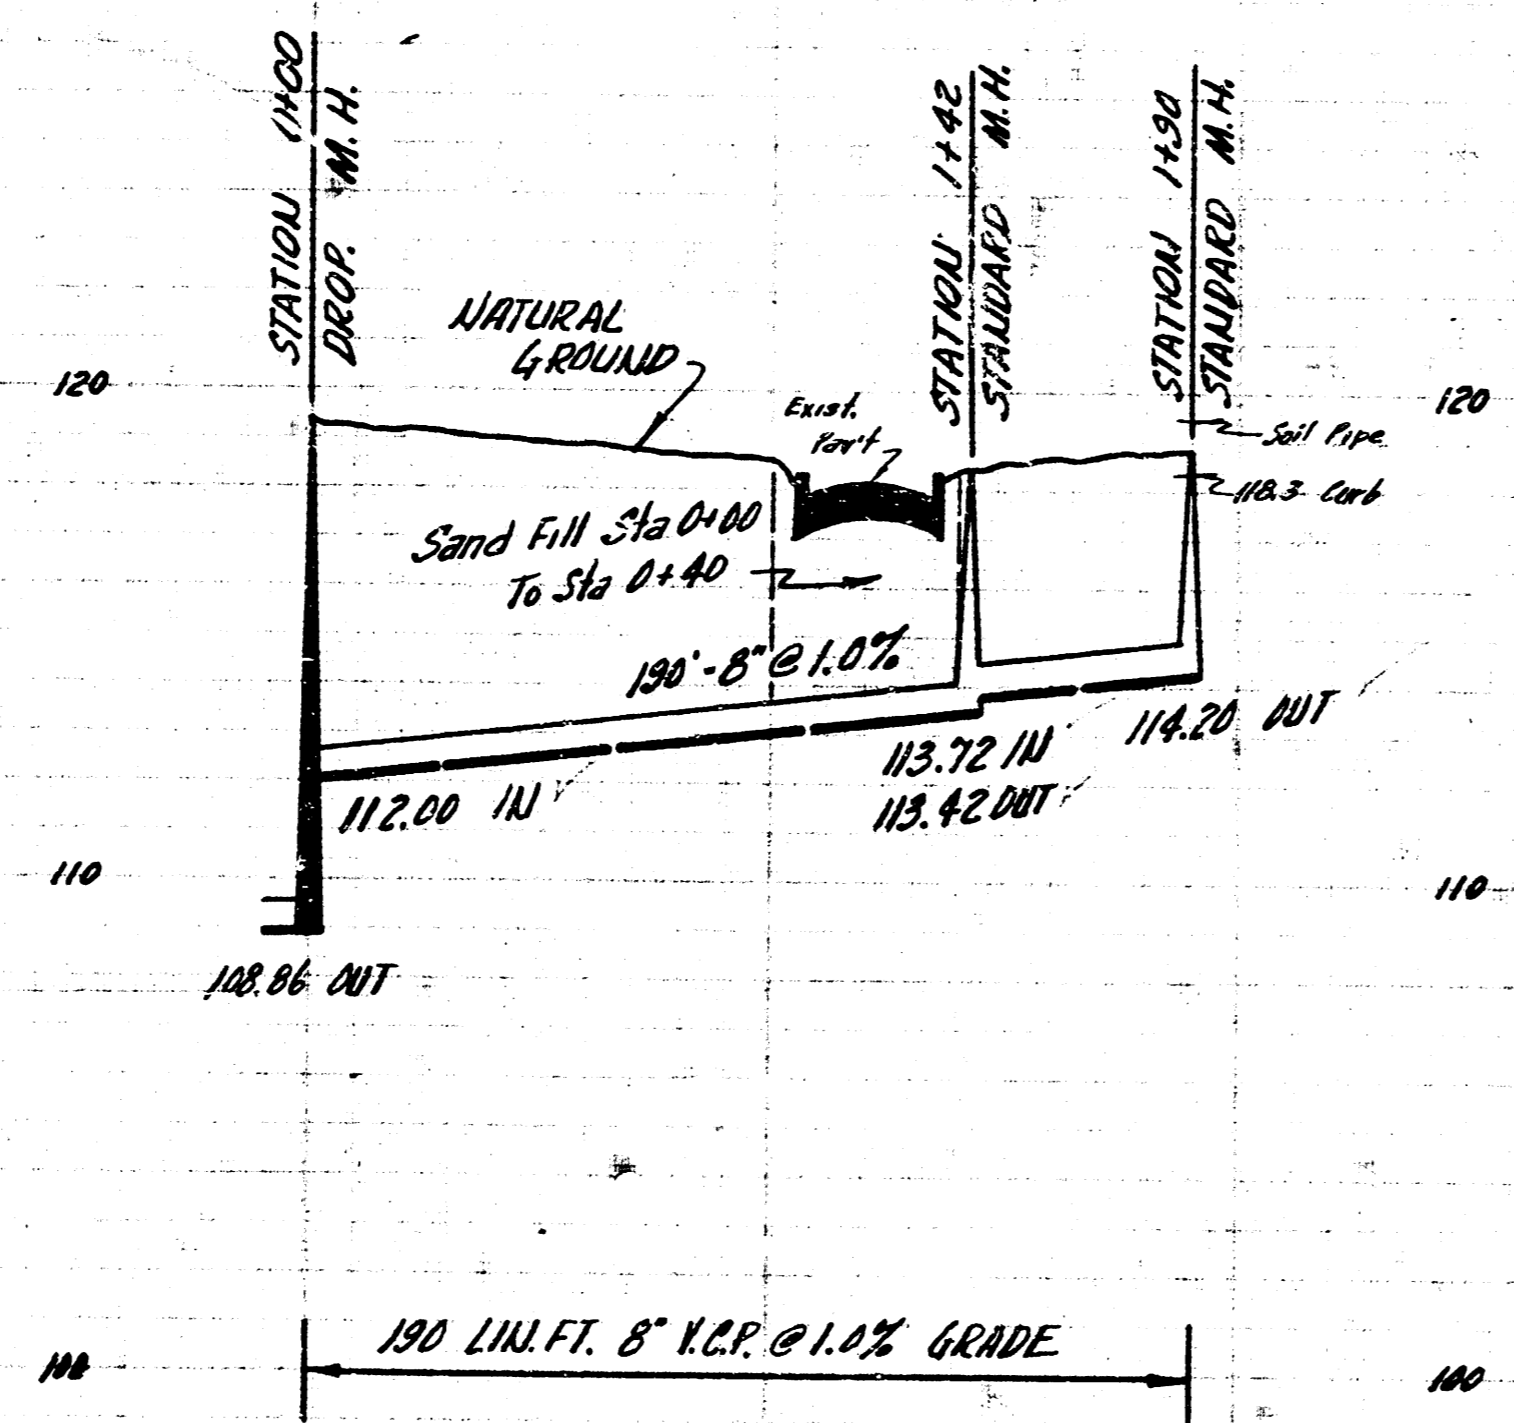 STATION 1+00
DROP. M. H.
STATION 1+42
STANDARD M.H.
STATION 1+90
STANDARD M.H.
NATURAL
GROUND
120
120
Exist.
Soil Pipe
118.3 Curb
Sand Fill Sta 0+00
To Sta 0+40
190'-8" @ 1.0%
112.00 IN
113.72 IN
113.42 OUT
114.20 OUT
110
110
108.86 OUT
190 LIN. FT. 8" V.C.P. @ 1.0% GRADE
100
100